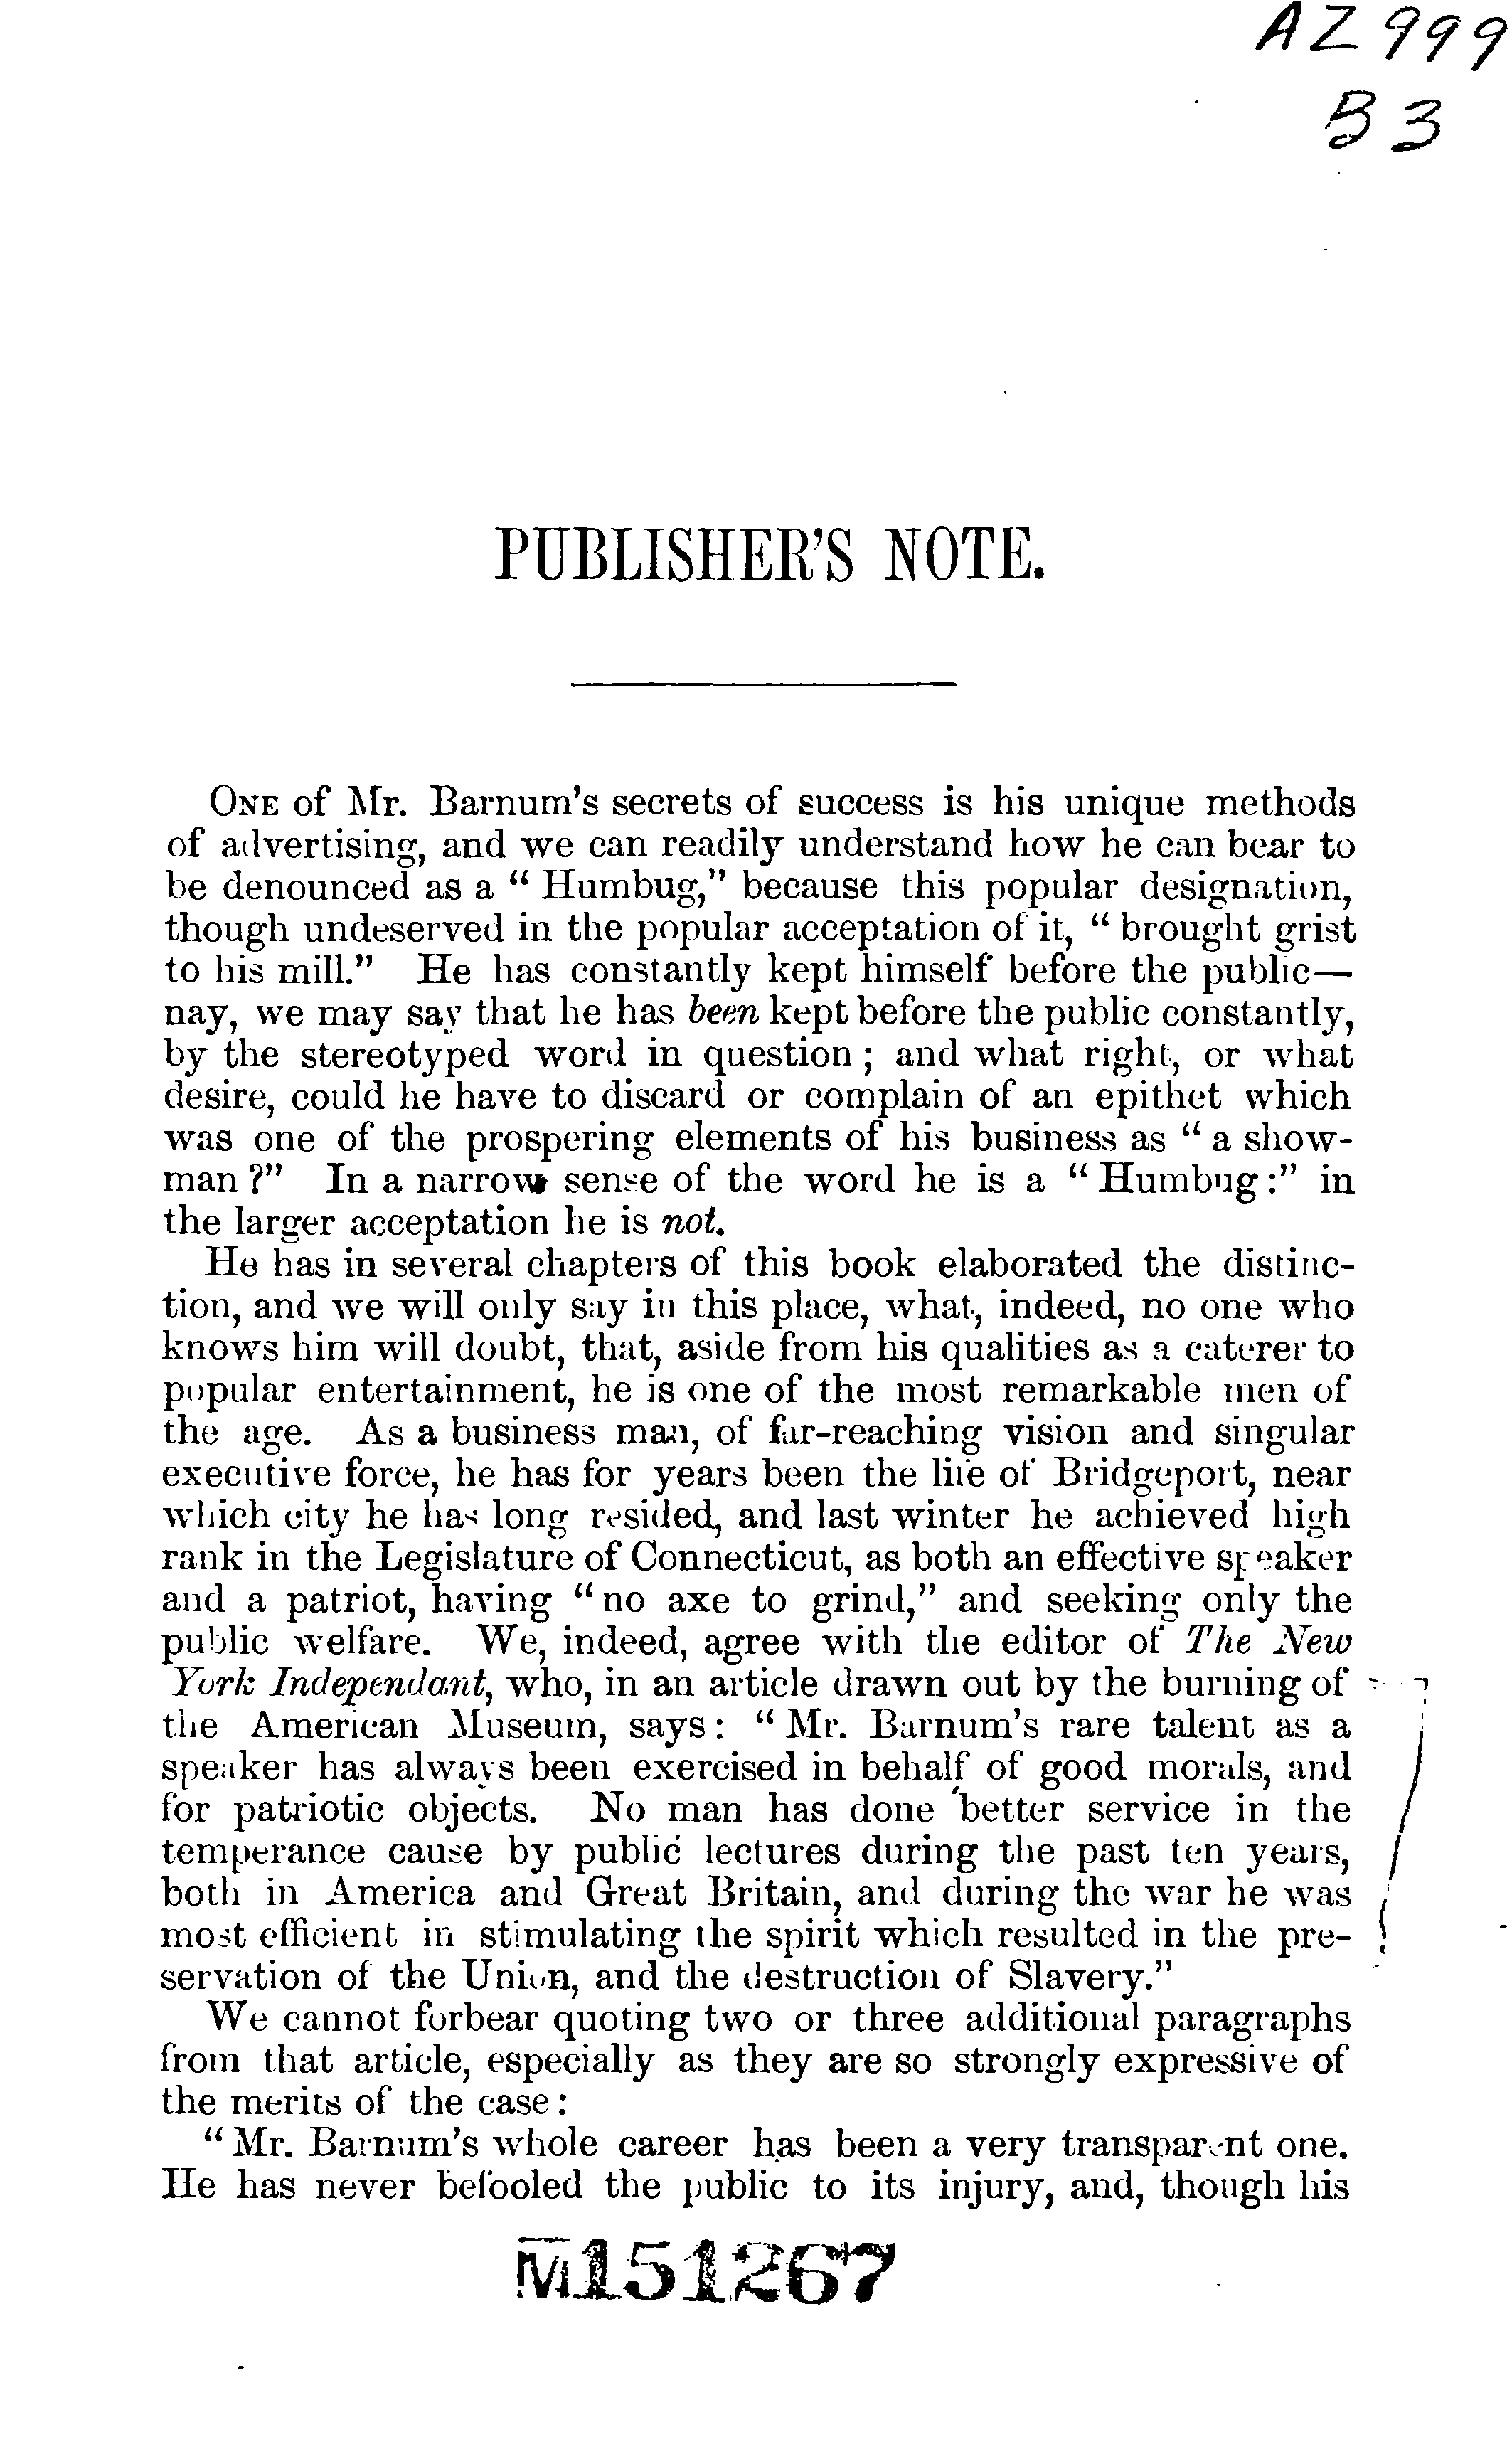 AZ999
B3
PUBLISHER'S NOTE.
ONE of Mr. Barnum's secrets of success is his unique methods
of advertising, and we can readily understand how he can bear to
be denounced as a “ Humbug,” because this popular designation,
though undeserved in the popular acceptation of it, “ brought grist
to his mill.” He has constantly kept himself before the public—
nay, we may say that he has been kept before the public constantly,
by the stereotyped word in question ; and what right, or what
desire, could he have to discard or complain of an epithet which
was one of the prospering elements of his business as “ a show-
man ?” In a narrow sense of the word he is a “ Humbug :” in
the larger acceptation he is not.
He has in several chapters of this book elaborated the distinc-
tion, and we will only say in this place, what, indeed, no one who
knows him will doubt, that, aside from his qualities as a caterer to
popular entertainment, he is one of the most remarkable men of
the age. As a business man, of far-reaching vision and singular
executive force, he has for years been the life of Bridgeport, near
which city he has long resided, and last winter he achieved high
rank in the Legislature of Connecticut, as both an effective speaker
and a patriot, having “ no axe to grind,” and seeking only the
public welfare. We, indeed, agree with the editor of The New
York Independant, who, in an article drawn out by the burning of
the American Museum, says : “ Mr. Barnum's rare talent as a
speaker has always been exercised in behalf of good morals, and
for patriotic objects. No man has done better service in the
temperance cause by public lectures during the past ten years,
both in America and Great Britain, and during the war he was
most efficient in stimulating the spirit which resulted in the pre-
servation of the Union, and the destruction of Slavery.”
We cannot forbear quoting two or three additional paragraphs
from that article, especially as they are so strongly expressive of
the merits of the case :
“ Mr. Barnum's whole career has been a very transparent one.
He has never befooled the public to its injury, and, though his
M151267